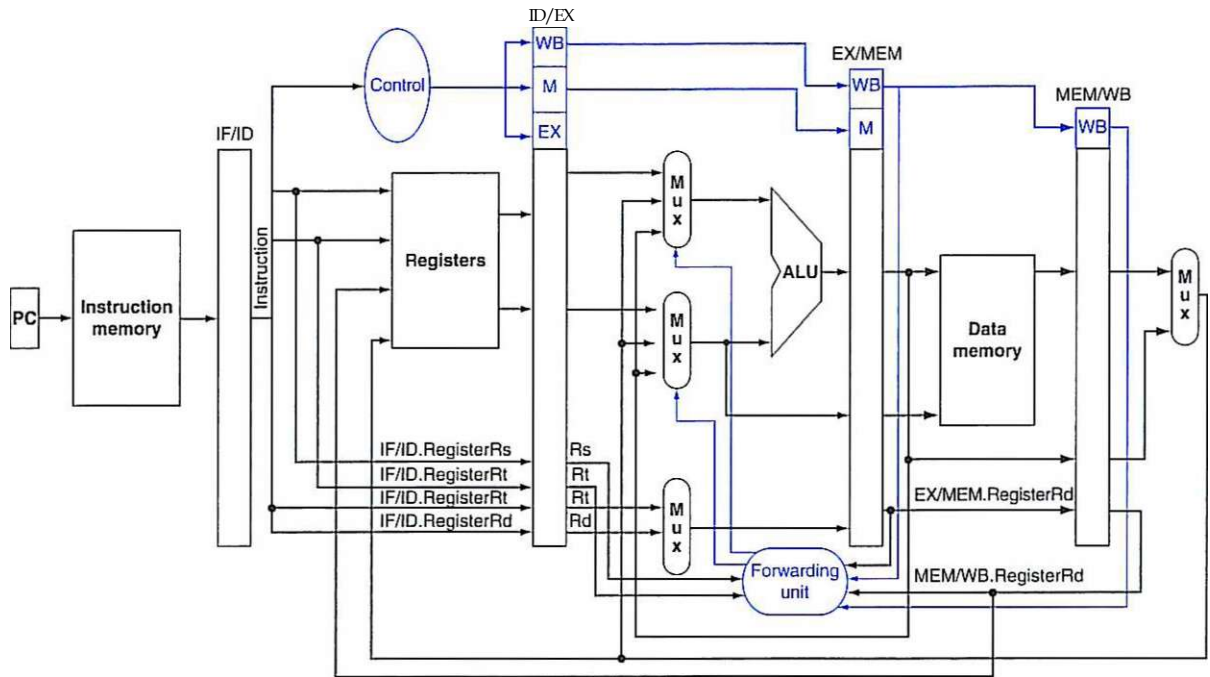 ID/EX
WB
EX/MEM
Control
M
WB
MEM/WB
IF/ID
EX
M
WB
M
u
x
Registers
ALU
Instruction
PC
Instruction
memory
M
u
x
Data
memory
M
u
x
IF/ID.RegisterRs
Rs
IF/ID.RegisterRt
Rt
IF/ID.RegisterRt
Rt
IF/ID.RegisterRd
Rd
M
u
x
EX/MEM.RegisterRd
Forwarding
unit
MEM/WB.RegisterRd